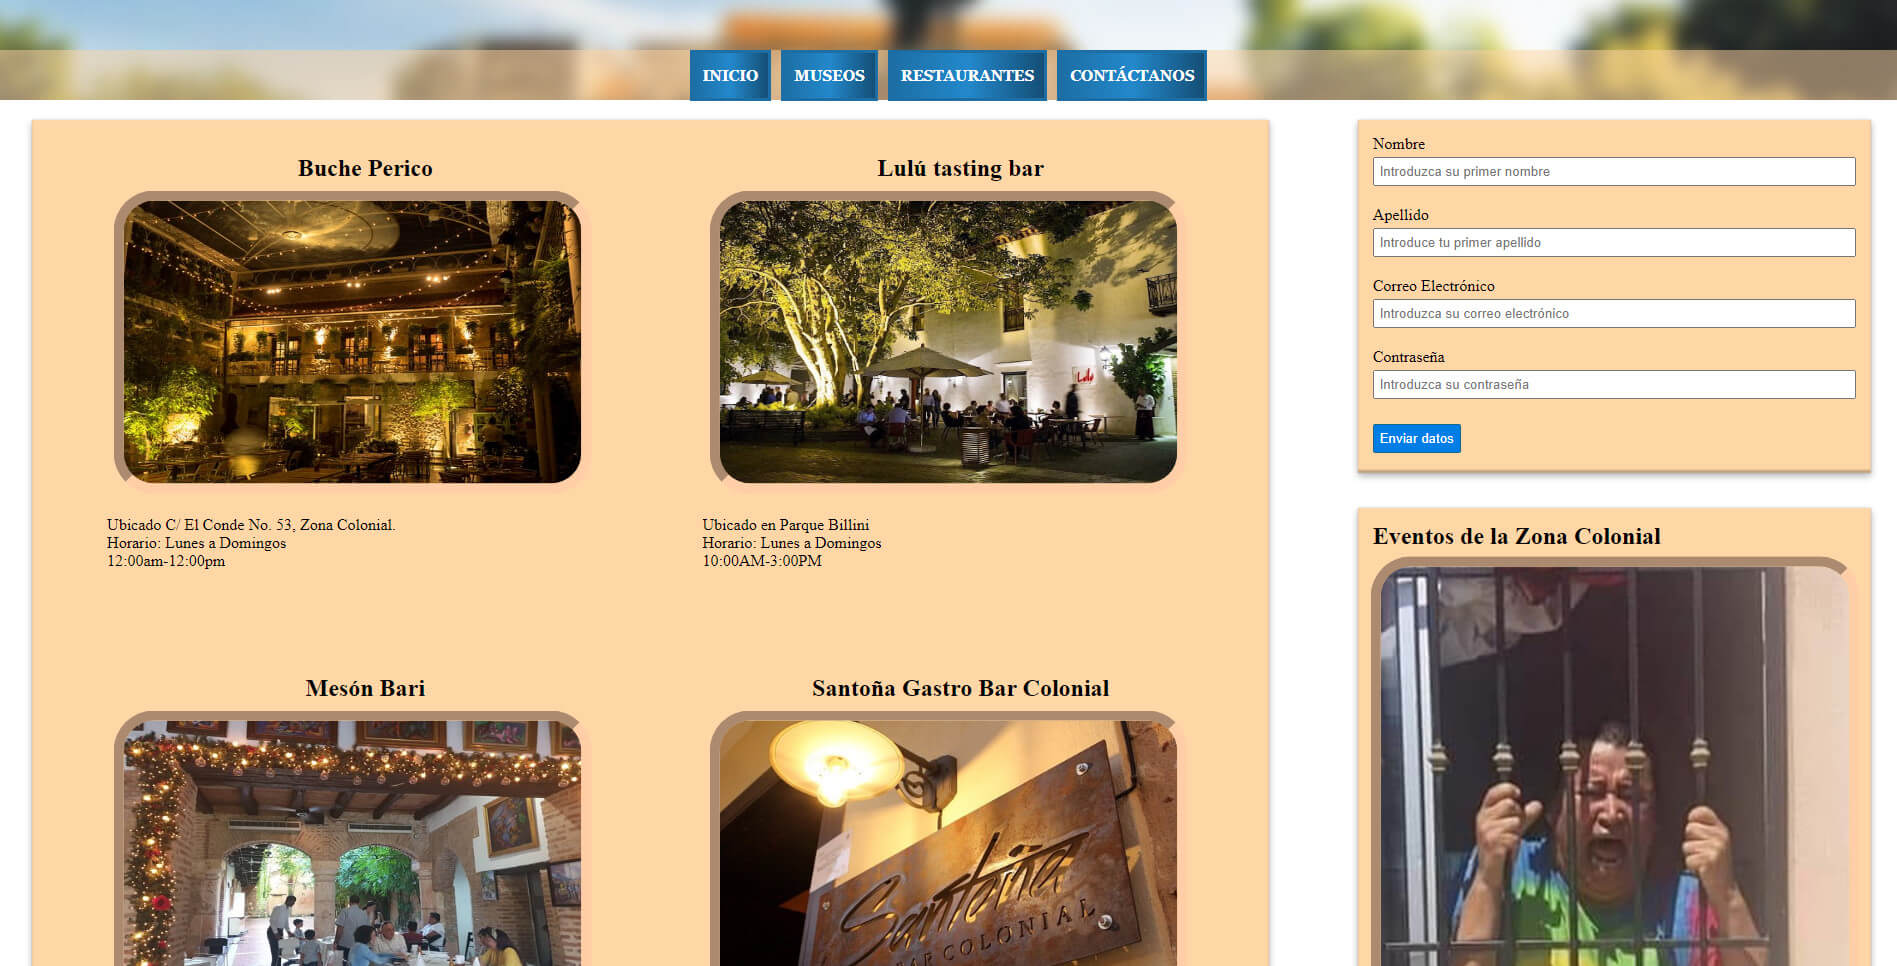 INICIO
MUSEOS
RESTAURANTES
CONTÁCTANOS
Buche Perico
Lulú tasting bar
Lulú
Ubicado C/ El Conde No. 53, Zona Colonial.
Horario: Lunes a Domingos
12:00am-12:00pm
Ubicado en Parque Billini
Horario: Lunes a Domingos
10:00AM-3:00PM
Mesón Bari
Santoña Gastro Bar Colonial
Santoña
BAR COLONIAL
Nombre
Introduzca su primer nombre
Apellido
Introduce tu primer apellido
Correo Electrónico
Introduzca su correo electrónico
Contraseña
Introduzca su contraseña
Enviar datos
Eventos de la Zona Colonial